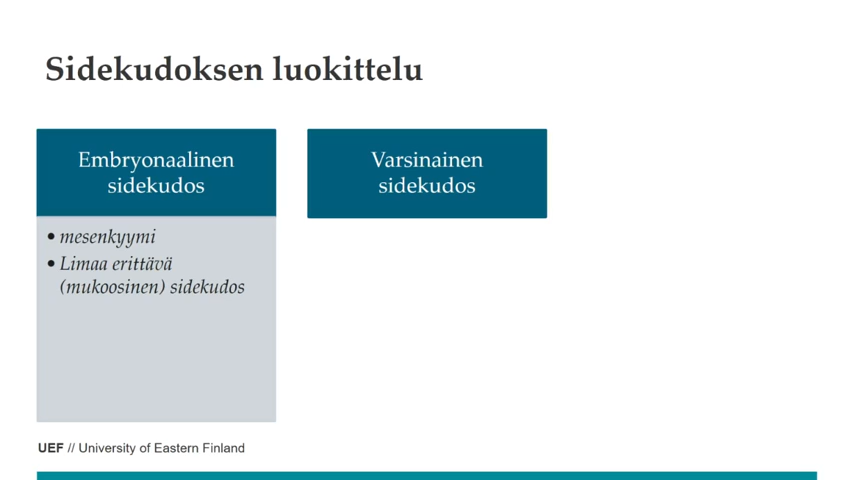 Sidekudoksen luokittelu
Embryonaalinen
sidekudos
• mesenkyymi
• Limaa erittävä
(mukoosinen) sidekudos
Varsinainen
sidekudos
UEF // University of Eastern Finland